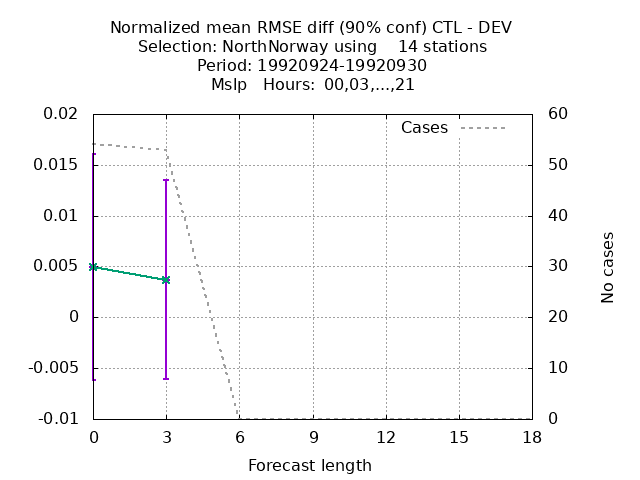 Normalized mean RMSE diff (90% conf) CTL - DEV
Selection: NorthNorway using    14 stations
Period: 19920924-19920930
Mslp   Hours:  00,03,...,21
0.02
0.015
0.01
0.005
0
-0.005
-0.01
Cases
60
50
40
30
20
10
0
No cases
0 3 6 9 12 15 18
Forecast length